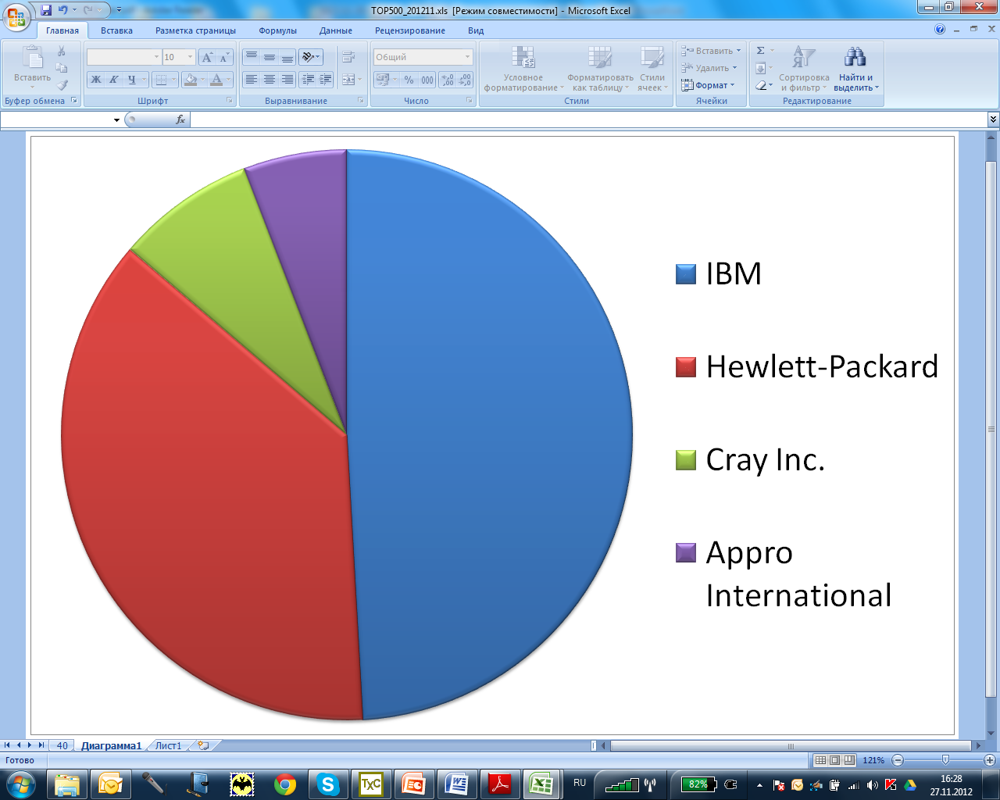 TOP500_201211.xls [Режим совместимости] - Microsoft Excel
Главная Вставка Разметка страницы Формулы Данные Рецензирование Вид
Вставить
Буфер обмена
10
Ж К Ч
Шрифт
Выравнивание
Общий
% 000
Число
Условное форматирование
Форматировать как таблицу
Стили ячеек
Стили
Вставить
Удалить
Формат
Ячейки
Сортировка и фильтр
Найти и выделить
Редактирование
fx
IBM
Hewlett-Packard
Cray Inc.
Appro
International
40 Диаграмма1 Лист1
Готово 121%
TXC RU 82% 16:28
27.11.2012